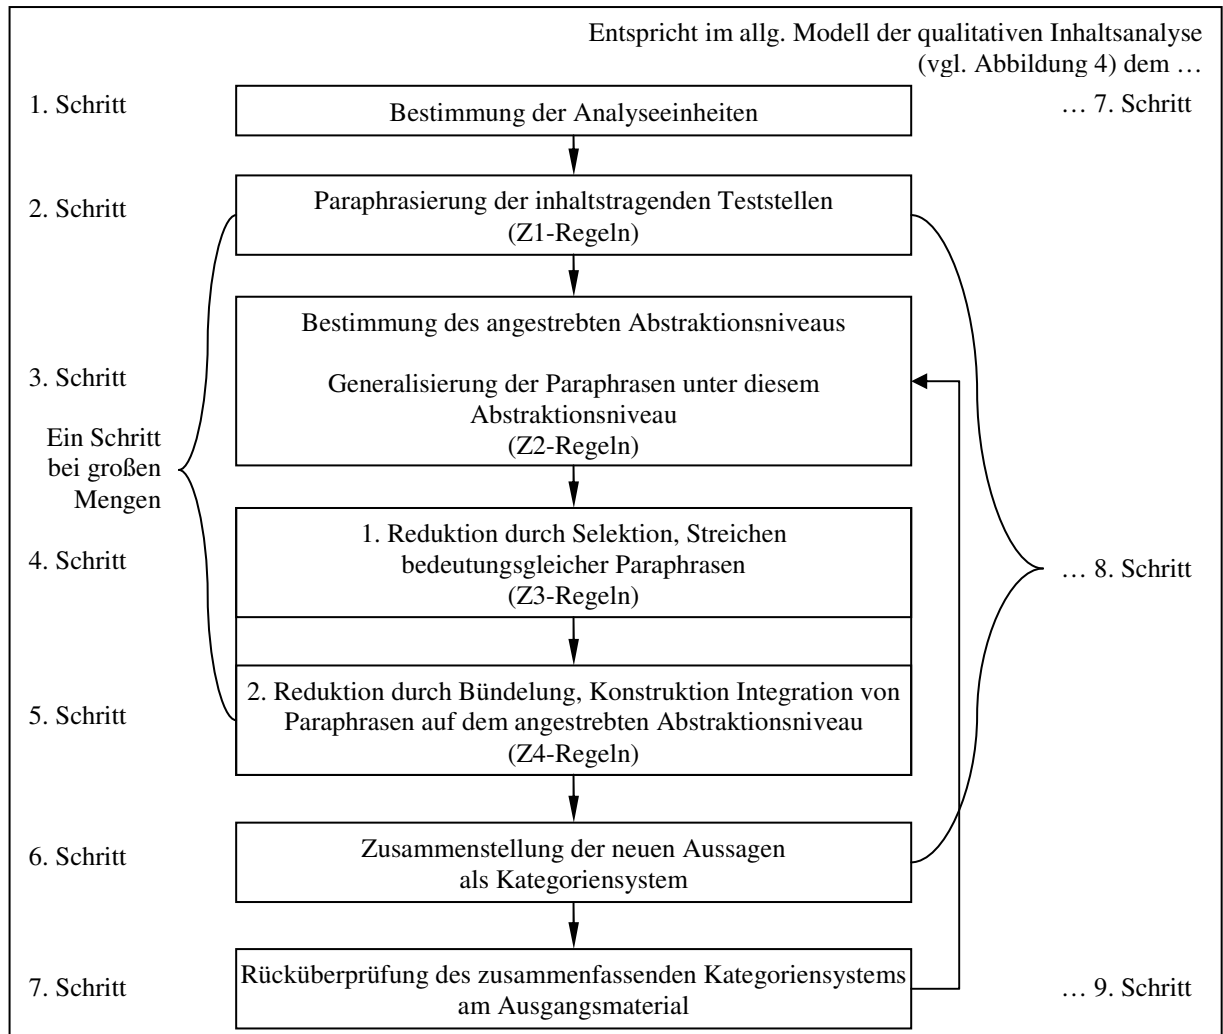 Entspricht im allg. Modell der qualitativen Inhaltsanalyse
(vgl. Abbildung 4) dem …
1. Schritt
Bestimmung der Analyseeinheiten
… 7. Schritt
2. Schritt
Paraphrasierung der inhaltstragenden Teststellen
(Z1-Regeln)
3. Schritt
Bestimmung des angestrebten Abstraktionsniveaus
Generalisierung der Paraphrasen unter diesem
Abstraktionsniveau
(Z2-Regeln)
Ein Schritt
bei großen
Mengen
4. Schritt
1. Reduktion durch Selektion, Streichen
bedeutungsgleicher Paraphrasen
(Z3-Regeln)
… 8. Schritt
5. Schritt
2. Reduktion durch Bündelung, Konstruktion Integration von
Paraphrasen auf dem angestrebten Abstraktionsniveau
(Z4-Regeln)
6. Schritt
Zusammenstellung der neuen Aussagen
als Kategoriensystem
7. Schritt
Rücküberprüfung des zusammenfassenden Kategoriensystems
am Ausgangsmaterial
… 9. Schritt